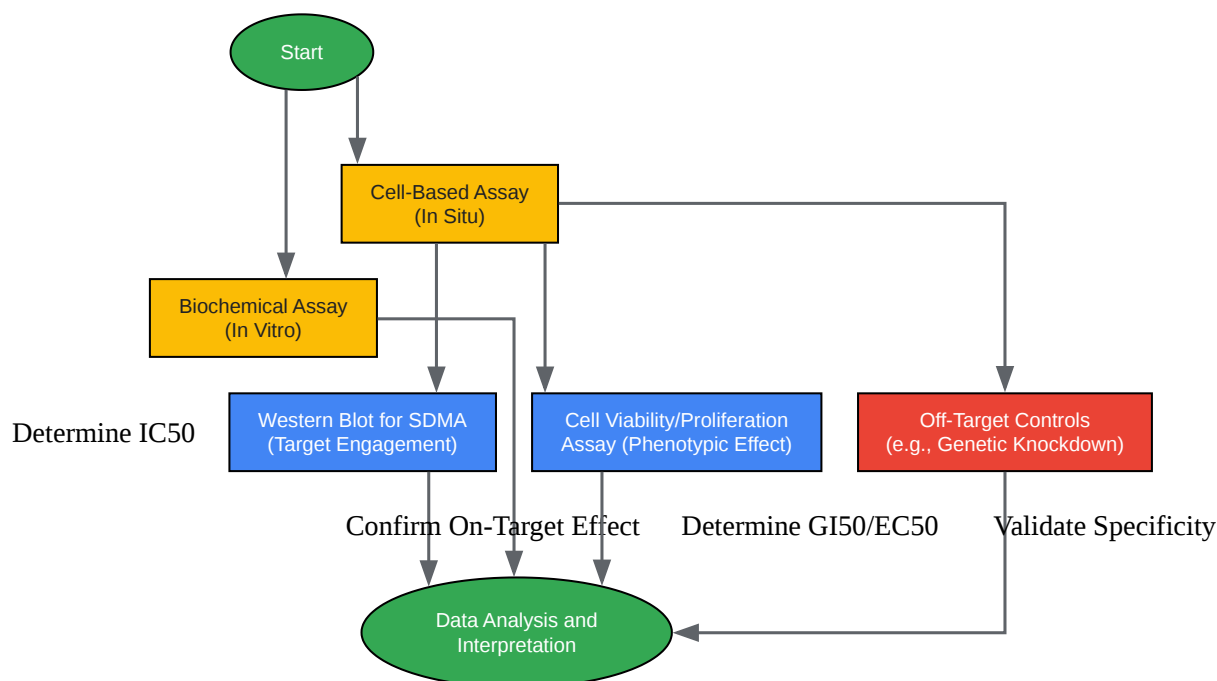 Start
Cell-Based Assay
(In Situ)
Biochemical Assay
(In Vitro)
Determine IC50
Western Blot for SDMA
(Target Engagement)
Cell Viability/Proliferation
Assay (Phenotypic Effect)
Off-Target Controls
(e.g., Genetic Knockdown)
Confirm On-Target Effect
Determine GI50/EC50
Validate Specificity
Data Analysis and
Interpretation